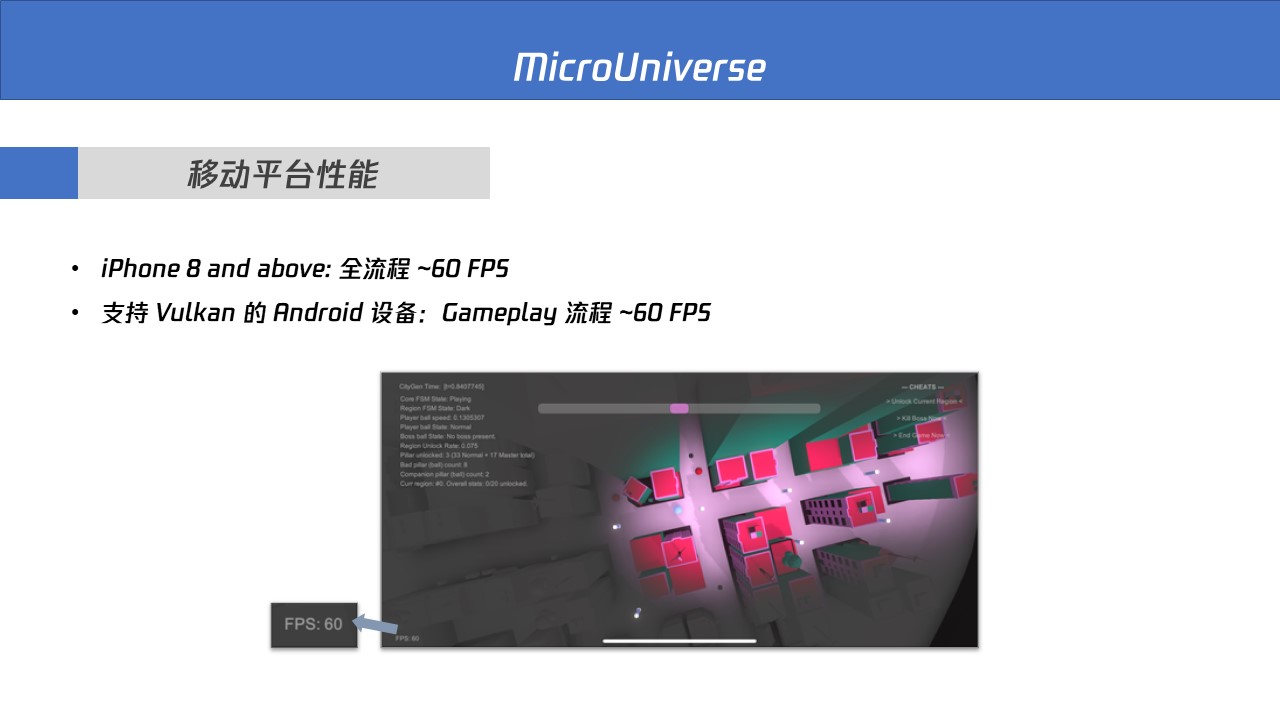 MicroUniverse
移动平台性能
• iPhone 8 and above: 全流程 ~60 FPS
• 支持 Vulkan 的 Android 设备：Gameplay 流程 ~60 FPS
CityGen Time: [t=0.8407745]
Core FSM State: Playing
Region FSM State: Dark
Player ball speed: 0.1305307
Player ball State: Normal
Boss ball State: No boss present.
Region Unlock Rate: 0.075
Pillar unlocked: 3 (33 Normal + 17 Master total)
Bad pillar (ball) count: 8
Companion pillar (ball) count: 2
Curr region: #0: Overall stats: 0/20 unlocked.
— CHEATS —
> Unlock Current Region <
> Kill Boss Now <
> End Game Now <
FPS: 60
FPS: 60